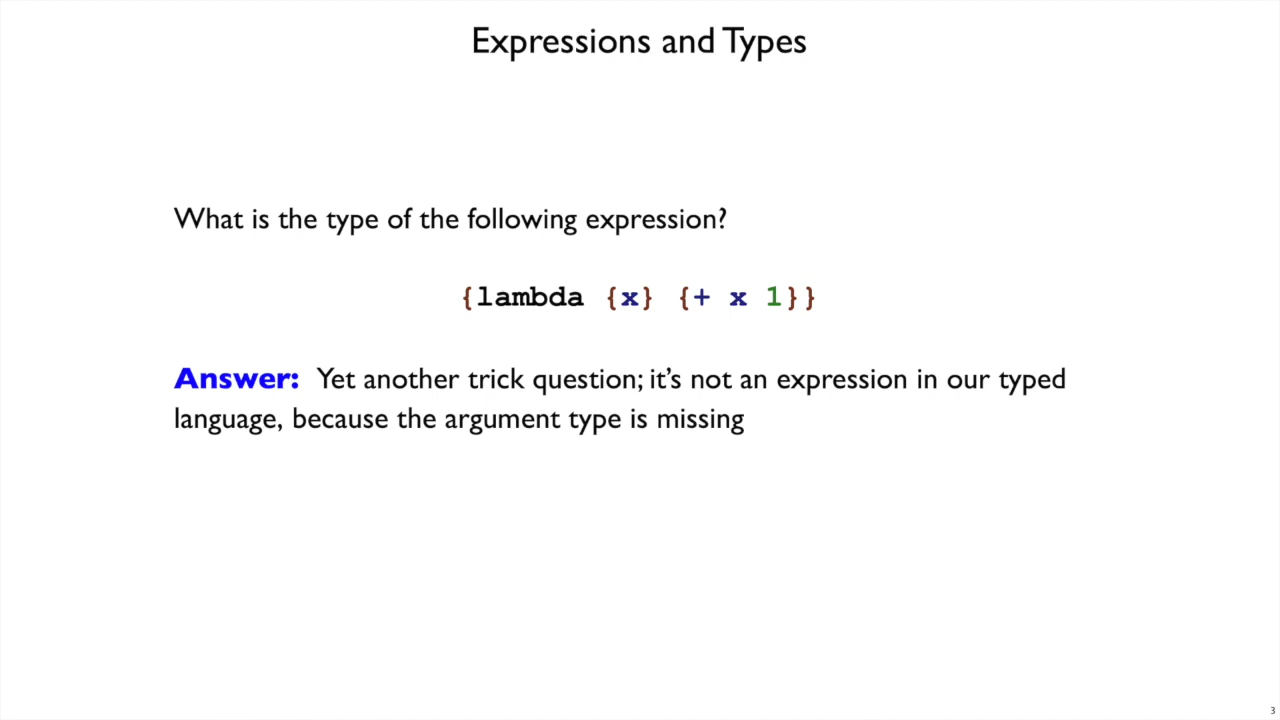 Expressions and Types
What is the type of the following expression?
{lambda {x} {+ x 1}}
Answer: Yet another trick question; it's not an expression in our typed
language, because the argument type is missing
3